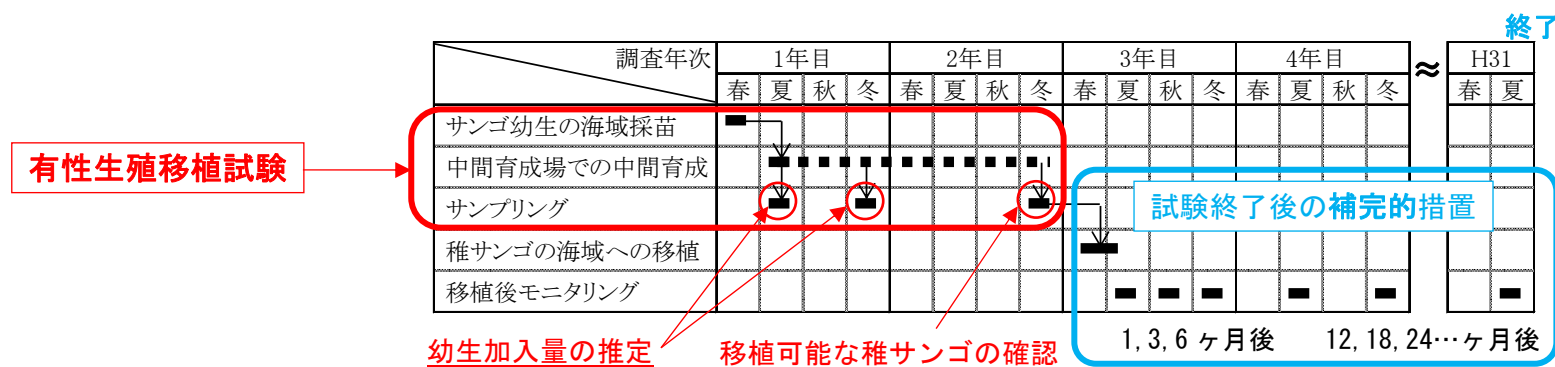 終了
調査年次 1年目 2年目 3年目 4年目 ≈ H31
春 夏 秋 冬 春 夏 秋 冬 春 夏 秋 冬 春 夏 秋 冬 春 夏
サンゴ幼生の海域採苗
有性生殖移植試験
中間育成場での中間育成
サンプリング
試験終了後の補完的措置
稚サンゴの海域への移植
移植後モニタリング
1,3,6 ヶ月後 12,18,24…ヶ月後
幼生加入量の推定
移植可能な稚サンゴの確認